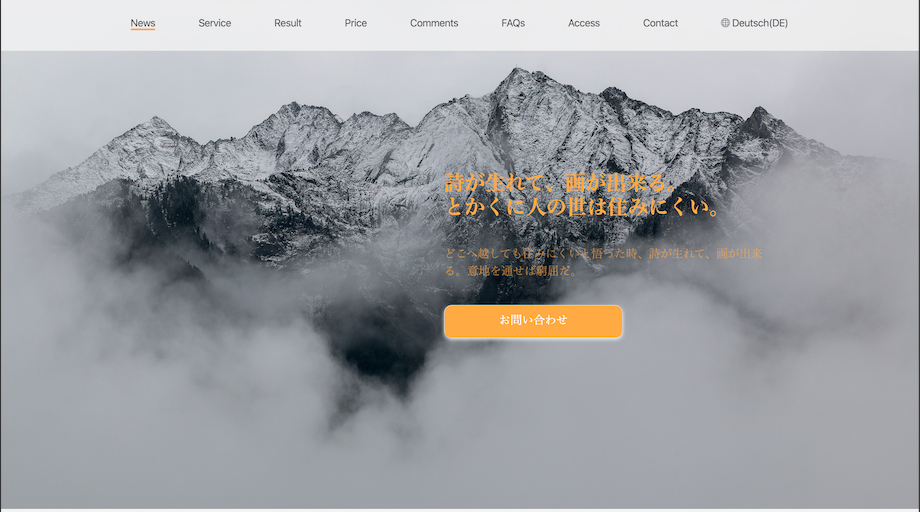 News
Service
Result
Price
Comments
FAQs
Access
Contact
Deutsch(DE)
詩が生れて、画が出来る。
とかくに人の世は住みにくい。
どこへ越しても住みにくいと悟った時、詩が生れて、画が出来
る。意地を通せば窮屈だ。
お問い合わせ